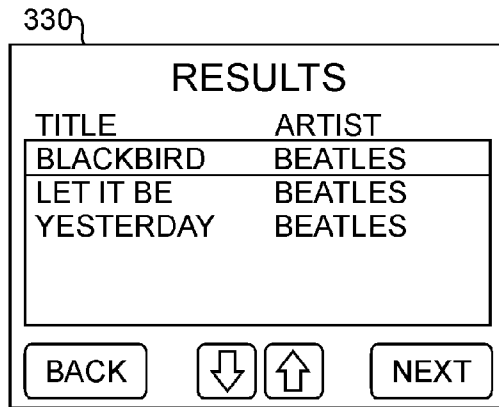 330
RESULTS
TITLE ARTIST
BLACKBIRD BEATLES
LET IT BE BEATLES
YESTERDAY BEATLES
BACK NEXT